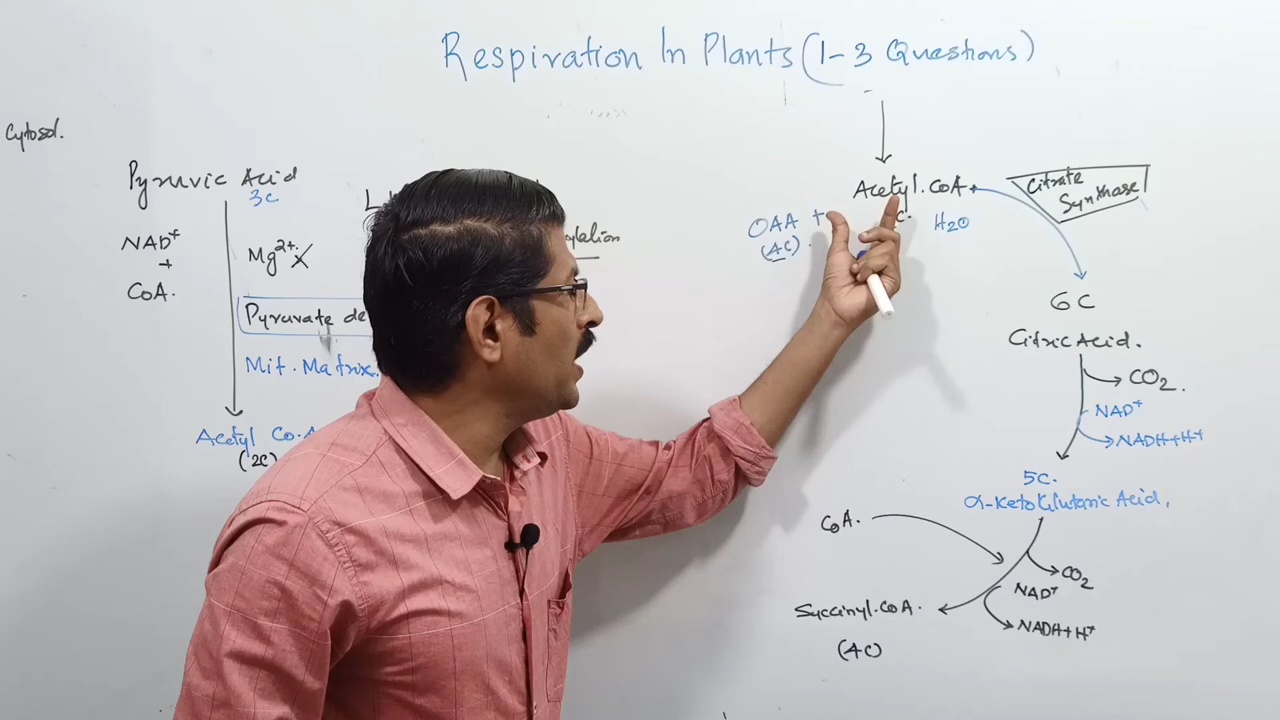 Respiration In Plants (1-3 Questions)
Cytosol.
Pyruvic Acid
3C
NAD+
+
CoA.
Mg2+
Pyruvate de
Mit. Matrix.
Acetyl Co.A
(2C)
ylation
Acetyl.CoA
OAA +
(4C)
C.
H2O
Citrate
Synthase
6C
Citric Acid.
CO2.
NAD+
NADH+H+
5C.
α-KetoGlutaric Acid,
CoA.
CO2
NAD+
NADH+H+
Succinyl.CoA.
(4C)